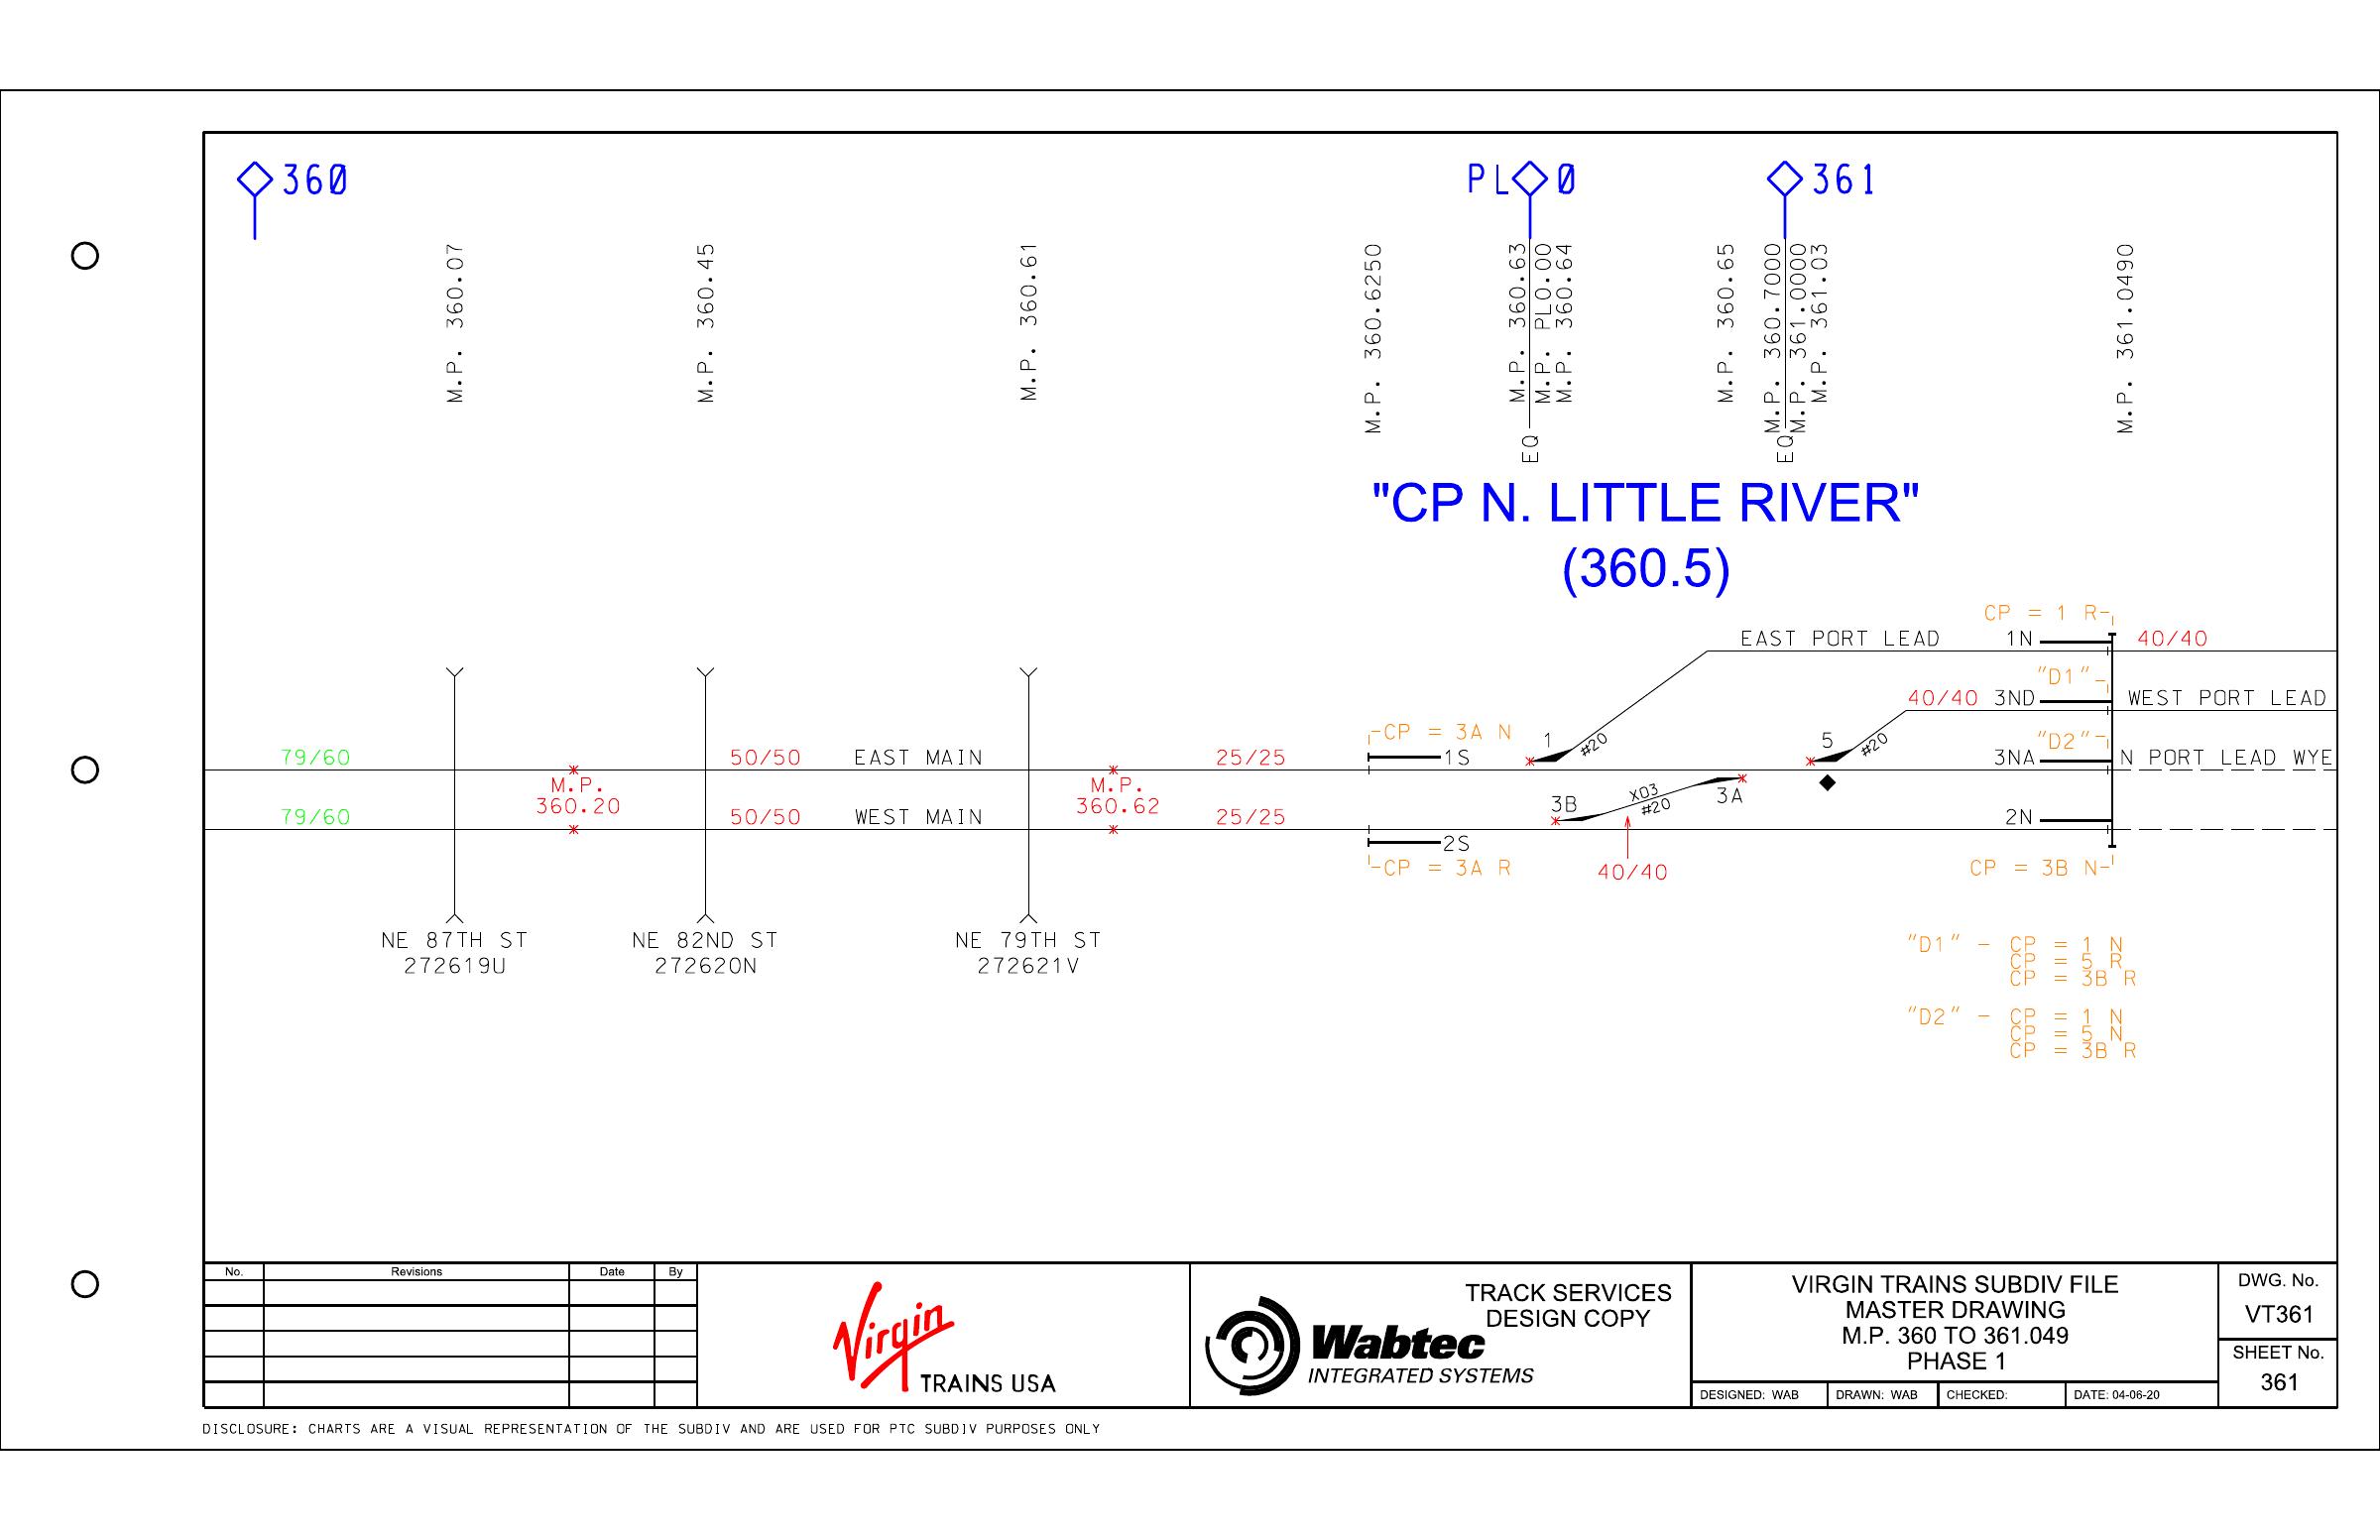 360
PL 0
361
M.P. 360.07
M.P. 360.45
M.P. 360.61
M.P. 360.6250
M.P. 360.63
M.P. PL0.00
M.P. 360.64
M.P. 360.65
M.P. 360.7000
M.P. 361.0000
M.P. 361.03
M.P. 361.0490
EQ
EQ
"CP N. LITTLE RIVER"
(360.5)
CP = 1 R
EAST PORT LEAD
1N
40/40
"D1"
40/40
3ND
WEST PORT LEAD
CP = 3A N
1
#20
5
#20
"D2"
79/60
50/50
EAST MAIN
25/25
1S
3NA
N PORT LEAD WYE
M.P.
360.20
M.P.
360.62
3B
X03
#20
3A
79/60
50/50
WEST MAIN
25/25
2N
2S
CP = 3A R
40/40
CP = 3B N
NE 87TH ST
272619U
NE 82ND ST
272620N
NE 79TH ST
272621V
"D1" - CP = 1 N
CP = 5 R
CP = 3B R
"D2" - CP = 1 N
CP = 5 N
CP = 3B R
No. Revisions Date By
Virgin
TRAINS USA
TRACK SERVICES
DESIGN COPY
Wabtec
INTEGRATED SYSTEMS
VIRGIN TRAINS SUBDIV FILE
MASTER DRAWING
M.P. 360 TO 361.049
PHASE 1
DESIGNED: WAB
DRAWN: WAB
CHECKED:
DATE: 04-06-20
DWG. No.
VT361
SHEET No.
361
DISCLOSURE: CHARTS ARE A VISUAL REPRESENTATION OF THE SUBDIV AND ARE USED FOR PTC SUBDIV PURPOSES ONLY